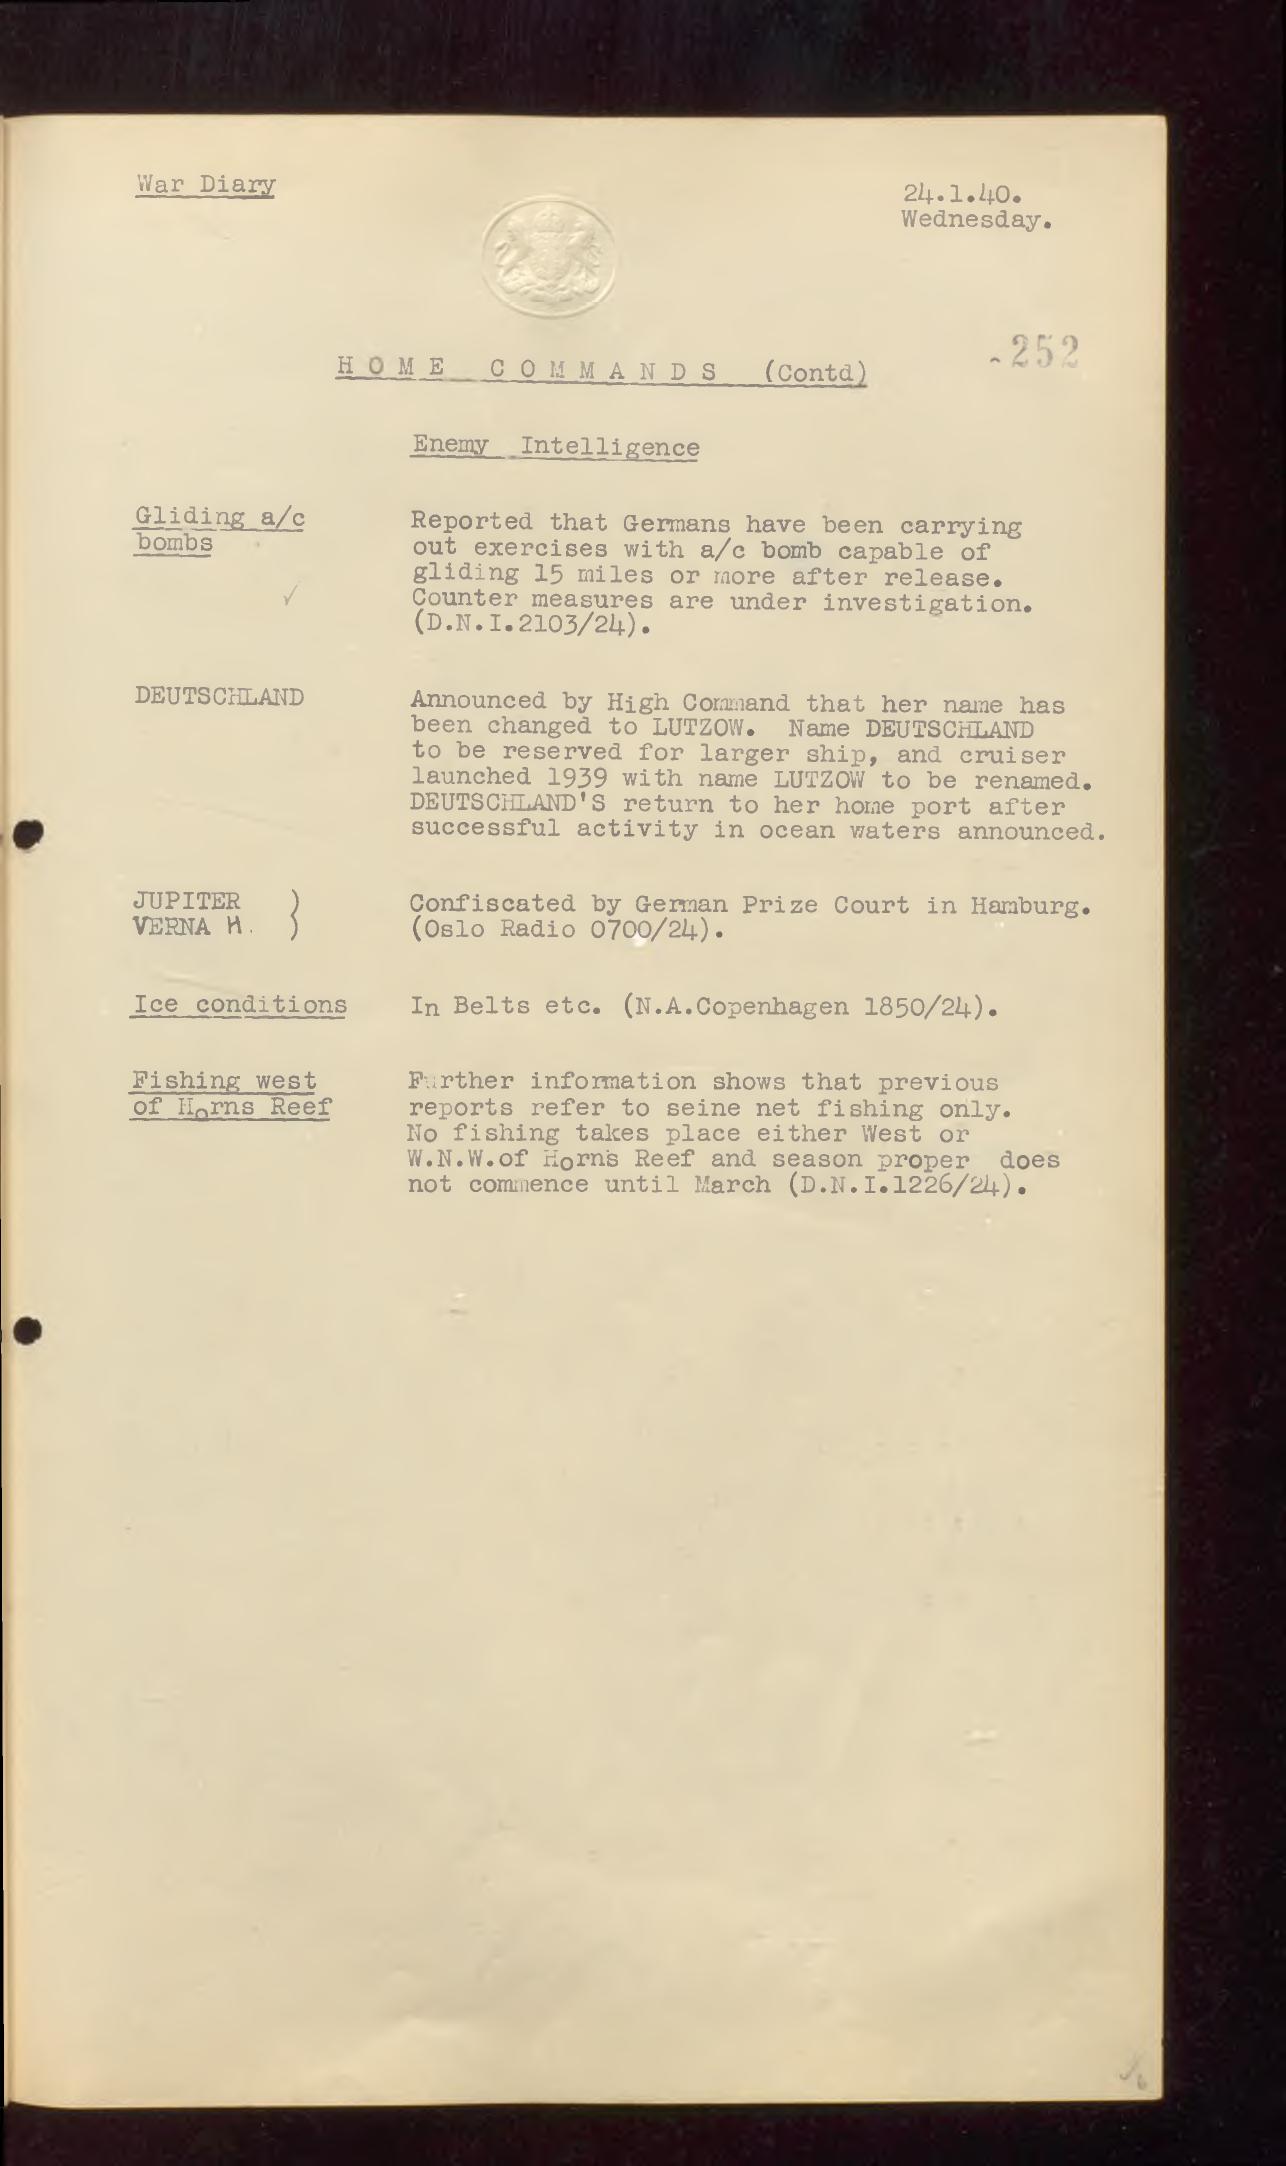 War Diary
24.1.40.
Wednesday.
252
HOME COMMANDS (Contd)
Enemy Intelligence
Gliding a/c
bombs
Reported that Germans have been carrying
out exercises with a/c bomb capable of
gliding 15 miles or more after release.
Counter measures are under investigation.
(D.N.I.2103/24).
DEUTSCHLAND
Announced by High Command that her name has
been changed to LUTZOW. Name DEUTSCHLAND
to be reserved for larger ship, and cruiser
launched 1939 with name LUTZOW to be renamed.
DEUTSCHLAND'S return to her home port after
successful activity in ocean waters announced.
JUPITER )
VERNA H. )
Confiscated by German Prize Court in Hamburg.
(Oslo Radio 0700/24).
Ice conditions
In Belts etc. (N.A.Copenhagen 1850/24).
Fishing west
of Horns Reef
Further information shows that previous
reports refer to seine net fishing only.
No fishing takes place either West or
W.N.W.of Horns Reef and season proper does
not commence until March (D.N.I.1226/24).